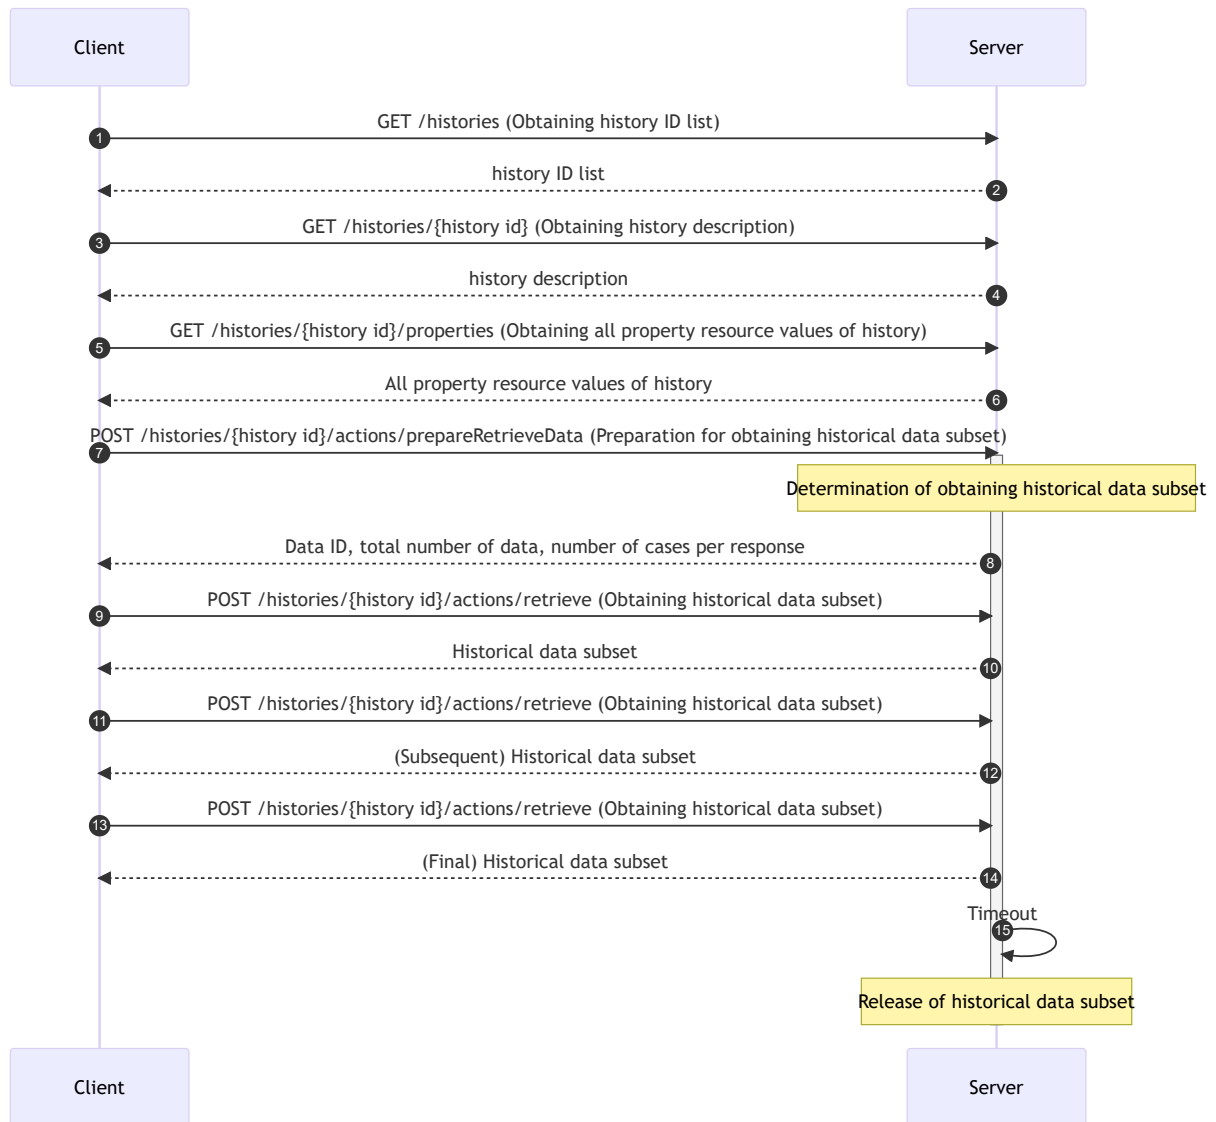 Client
Server
GET /histories (Obtaining history ID list)
1
history ID list
2
GET /histories/{history id} (Obtaining history description)
3
history description
4
GET /histories/{history id}/properties (Obtaining all property resource values of history)
5
All property resource values of history
6
POST /histories/{history id}/actions/prepareRetrieveData (Preparation for obtaining historical data subset)
7
Determination of obtaining historical data subset
Data ID, total number of data, number of cases per response
8
POST /histories/{history id}/actions/retrieve (Obtaining historical data subset)
9
Historical data subset
10
POST /histories/{history id}/actions/retrieve (Obtaining historical data subset)
11
(Subsequent) Historical data subset
12
POST /histories/{history id}/actions/retrieve (Obtaining historical data subset)
13
(Final) Historical data subset
14
Timeout
15
Release of historical data subset
Client
Server